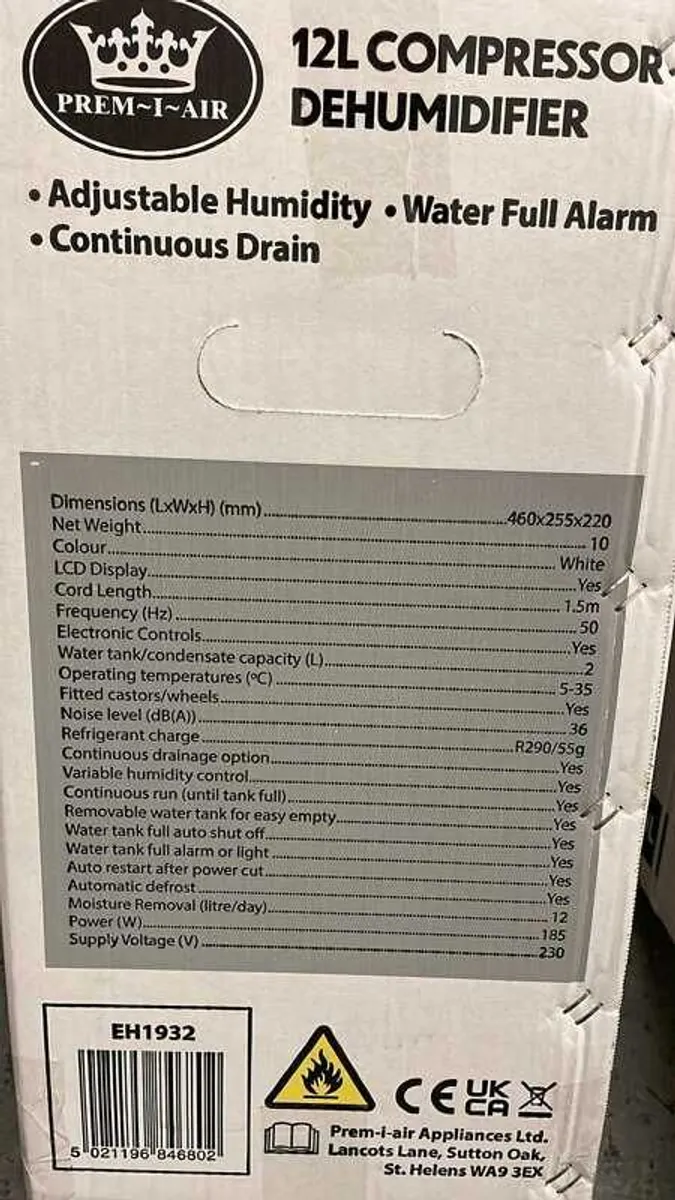 PREM~I~AIR
12L COMPRESSOR
DEHUMIDIFIER
• Adjustable Humidity • Water Full Alarm
• Continuous Drain
Dimensions (LxWxH) (mm)........460x255x220
Net Weight........10
Colour........White
LCD Display........Yes
Cord Length........1.5m
Frequency (Hz)........50
Electronic Controls........Yes
Water tank/condensate capacity (L)........2
Operating temperatures (ºC)........5-35
Fitted castors/wheels........Yes
Noise level (dB(A))........36
Refrigerant charge........R290/55g
Continuous drainage option........Yes
Variable humidity control........Yes
Continuous run (until tank full)........Yes
Removable water tank for easy empty........Yes
Water tank full auto shut off........Yes
Water tank full alarm or light........Yes
Auto restart after power cut........Yes
Automatic defrost........Yes
Moisture Removal (litre/day)........12
Power (W)........185
Supply Voltage (V)........230
EH1932
5 021196 846802
CE UK CA
Prem-i-air Appliances Ltd.
Lancots Lane, Sutton Oak,
St. Helens WA9 3EX